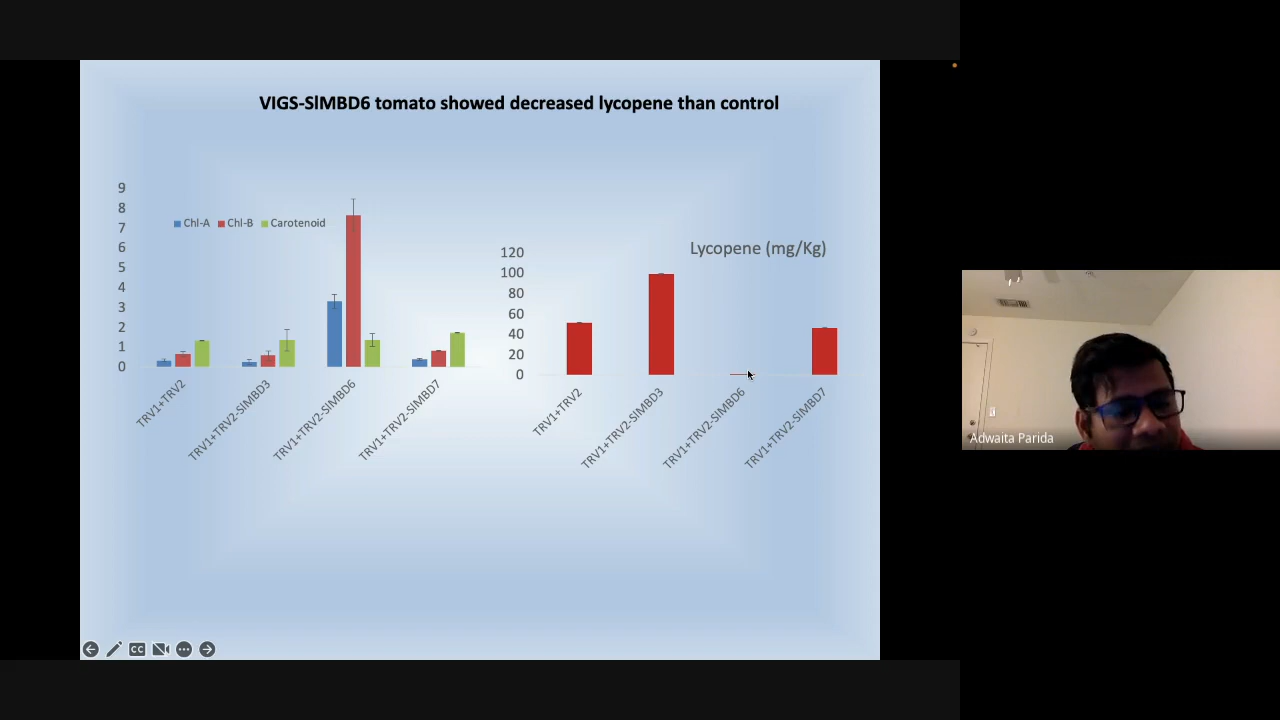 VIGS-SlMBD6 tomato showed decreased lycopene than control
9
8
7
6
5
4
3
2
1
0
Chl-A Chl-B Carotenoid
TRV1+TRV2
TRV1+TRV2-SlMBD3
TRV1+TRV2-SlMBD6
TRV1+TRV2-SlMBD7
Lycopene (mg/Kg)
120
100
80
60
40
20
0
TRV1+TRV2
TRV1+TRV2-SlMBD3
TRV1+TRV2-SlMBD6
TRV1+TRV2-SlMBD7
CC
Adwaita Parida